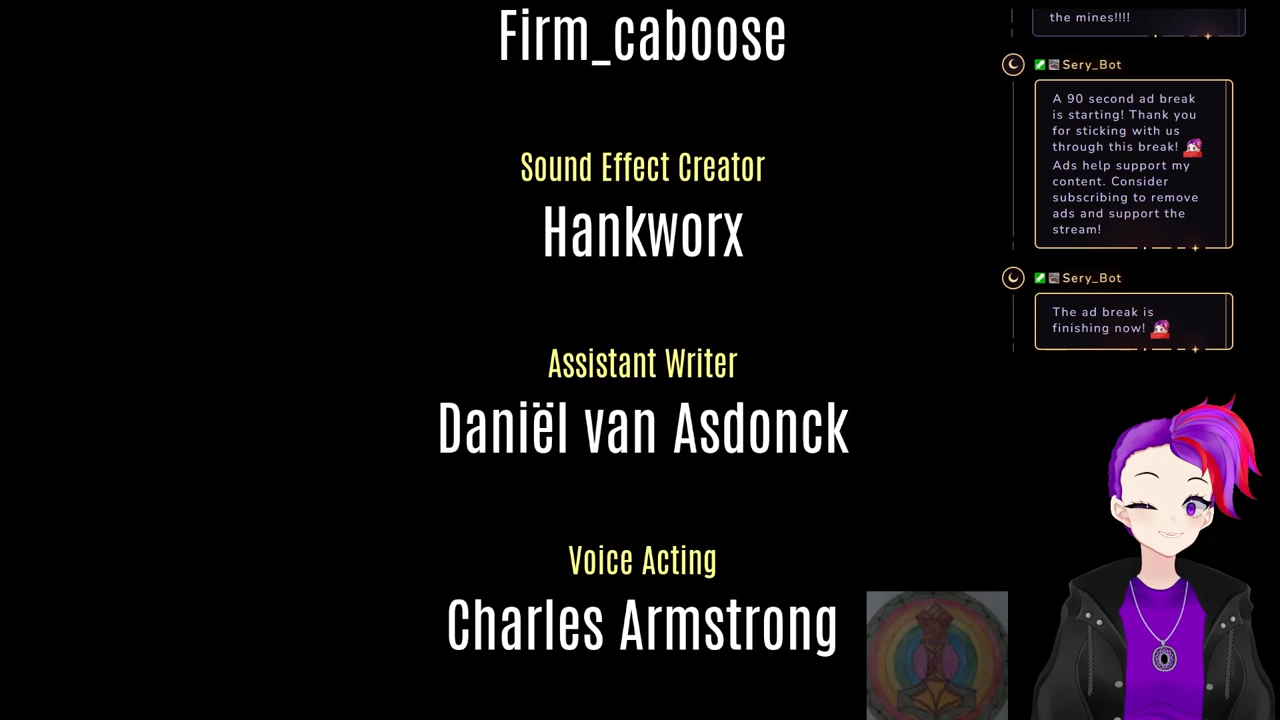 Firm_caboose
Sound Effect Creator
Hankworx
Assistant Writer
Daniël van Asdonck
Voice Acting
Charles Armstrong
the mines!!!!
Sery_Bot
A 90 second ad break
is starting! Thank you
for sticking with us
through this break!
Ads help support my
content. Consider
subscribing to remove
ads and support the
stream!
Sery_Bot
The ad break is
finishing now!